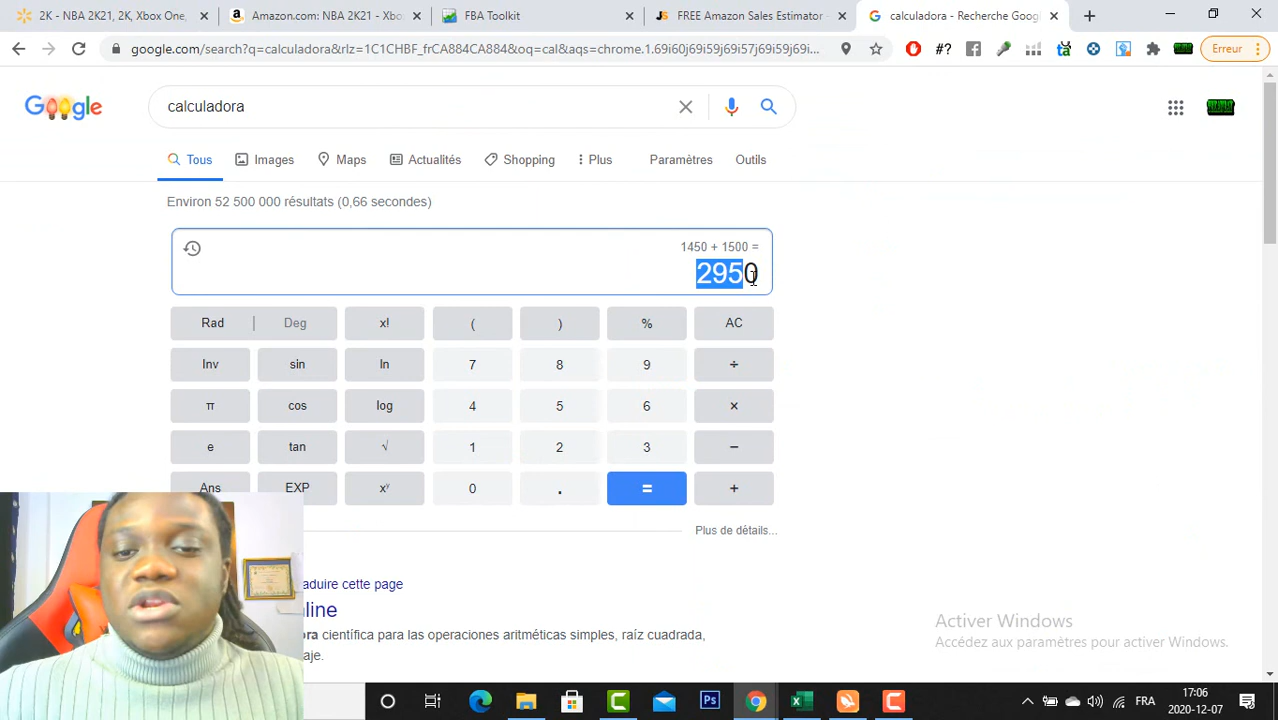 2K - NBA 2K21, 2K, Xbox One,
Amazon.com: NBA 2K21 - Xbo
FBA Toolkit
FREE Amazon Sales Estimator -
calculadora - Recherche Googl
google.com/search?q=calculadora&rlz=1C1CHBF_frCA884CA884&oq=cal&aqs=chrome.1.69i60j69i59j69i57j69i59j69i...
#?
Erreur
Google
calculadora
Tous
Images
Maps
Actualités
Shopping
Plus
Paramètres
Outils
Environ 52 500 000 résultats (0,66 secondes)
1450 + 1500 =
2950
Rad
Deg
x!
(
)
%
AC
Inv
sin
ln
7
8
9
÷
π
cos
log
4
5
6
×
e
tan
√
1
2
3
−
Ans
EXP
xʸ
0
.
=
+
Plus de détails...
aduire cette page
nline
ora científica para las operaciones aritméticas simples, raíz cuadrada,
aje.
Activer Windows
Accédez aux paramètres pour activer Windows.
Ps
FRA
17:06
2020-12-07